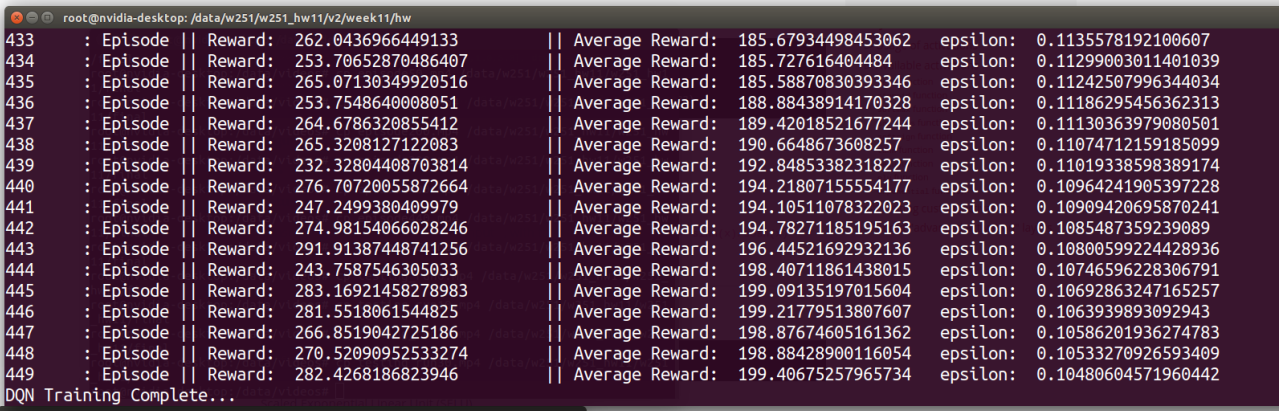 root@nvidia-desktop: /data/w251/w251_hw11/v2/week11/hw
433 : Episode || Reward: 262.0436966449133 || Average Reward: 185.67934498453062 epsilon: 0.1135578192100607
434 : Episode || Reward: 253.70652870486407 || Average Reward: 185.727616404484 epsilon: 0.11299003011401039
435 : Episode || Reward: 265.07130349920516 || Average Reward: 185.58870830393346 epsilon: 0.11242507996344034
436 : Episode || Reward: 253.7548640008051 || Average Reward: 188.88438914170328 epsilon: 0.11186295456362313
437 : Episode || Reward: 264.6786320855412 || Average Reward: 189.42018521677244 epsilon: 0.11130363979080501
438 : Episode || Reward: 265.3208127122083 || Average Reward: 190.6648673608257 epsilon: 0.11074712159185099
439 : Episode || Reward: 232.32804408703814 || Average Reward: 192.84853382318227 epsilon: 0.11019338598389174
440 : Episode || Reward: 276.70720055872664 || Average Reward: 194.21807155554177 epsilon: 0.10964241905397228
441 : Episode || Reward: 247.2499380409979 || Average Reward: 194.10511078322023 epsilon: 0.10909420695870241
442 : Episode || Reward: 274.98154066028246 || Average Reward: 194.78271185195163 epsilon: 0.1085487359239089
443 : Episode || Reward: 291.91387448741256 || Average Reward: 196.44521692932136 epsilon: 0.10800599224428936
444 : Episode || Reward: 243.7587546305033 || Average Reward: 198.40711861438015 epsilon: 0.10746596228306791
445 : Episode || Reward: 283.16921458278983 || Average Reward: 199.09135197015604 epsilon: 0.10692863247165257
446 : Episode || Reward: 281.5518061544825 || Average Reward: 199.21779513807607 epsilon: 0.1063939893092943
447 : Episode || Reward: 266.8519042725186 || Average Reward: 198.87674605161362 epsilon: 0.10586201936274783
448 : Episode || Reward: 270.52090952533274 || Average Reward: 198.88428900116054 epsilon: 0.10533270926593409
449 : Episode || Reward: 282.4268186823946 || Average Reward: 199.40675257965734 epsilon: 0.10480604571960442
DQN Training Complete...